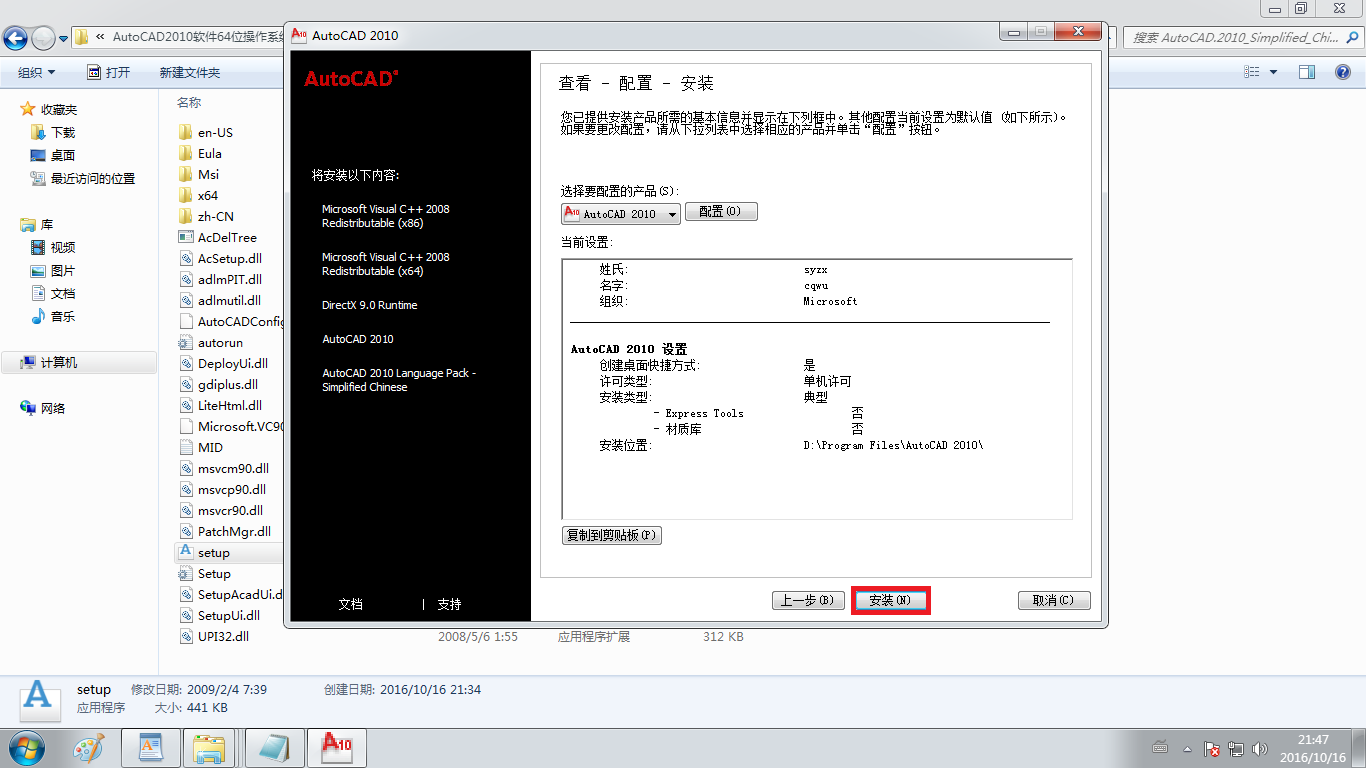 « AutoCAD2010软件64位操作系统
搜索 AutoCAD.2010_Simplified_Chi...
组织
打开
新建文件夹
收藏夹
下载
桌面
最近访问的位置
库
视频
图片
文档
音乐
计算机
网络
名称
en-US
Eula
Msi
x64
zh-CN
AcDelTree
AcSetup.dll
adlmPIT.dll
adlmutil.dll
AutoCADConfig
autorun
DeployUi.dll
gdiplus.dll
LiteHtml.dll
Microsoft.VC90
MID
msvcm90.dll
msvcp90.dll
msvcr90.dll
PatchMgr.dll
setup
Setup
SetupAcadUi.d
SetupUi.dll
UPI32.dll
2008/5/6 1:55
应用程序扩展
312 KB
AutoCAD 2010
AutoCAD®
将安装以下内容:
Microsoft Visual C++ 2008
Redistributable (x86)
Microsoft Visual C++ 2008
Redistributable (x64)
DirectX 9.0 Runtime
AutoCAD 2010
AutoCAD 2010 Language Pack -
Simplified Chinese
文档 | 支持
查看 - 配置 - 安装
您已提供安装产品所需的基本信息并显示在下列框中。其他配置当前设置为默认值 (如下所示)。
如果要更改配置，请从下拉列表中选择相应的产品并单击“配置”按钮。
选择要配置的产品(S):
AutoCAD 2010
配置(O)
当前设置:
姓氏: syzx
名字: cqwu
组织: Microsoft
AutoCAD 2010 设置
创建桌面快捷方式: 是
许可类型: 单机许可
安装类型: 典型
- Express Tools 否
- 材质库 否
安装位置: D:\Program Files\AutoCAD 2010\
复制到剪贴板(P)
上一步(B)
安装(N)
取消(C)
setup 修改日期: 2009/2/4 7:39 创建日期: 2016/10/16 21:34
应用程序 大小: 441 KB
21:47
2016/10/16